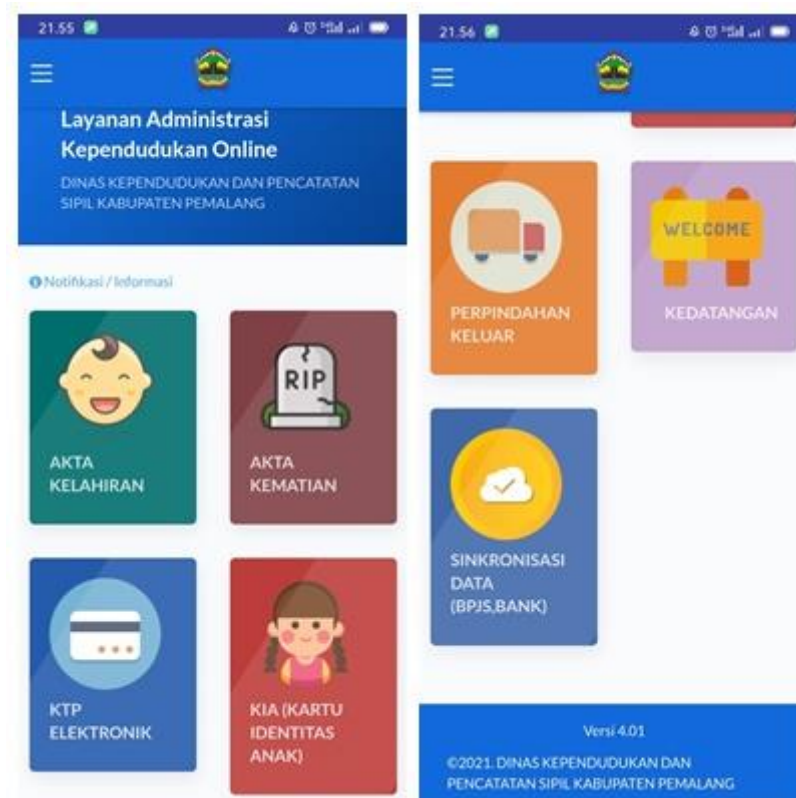 21.55
Layanan Administrasi
Kependudukan Online
DINAS KEPENDUDUKAN DAN PENCATATAN
SIPIL KABUPATEN PEMALANG
Notifikasi / Informasi
AKTA
KELAHIRAN
RIP
AKTA
KEMATIAN
KTP
ELEKTRONIK
KIA (KARTU
IDENTITAS
ANAK)
21.56
PERPINDAHAN
KELUAR
WELCOME
KEDATANGAN
SINKRONISASI
DATA
(BPJS,BANK)
Versi 4.01
©2021. DINAS KEPENDUDUKAN DAN
PENCATATAN SIPIL KABUPATEN PEMALANG